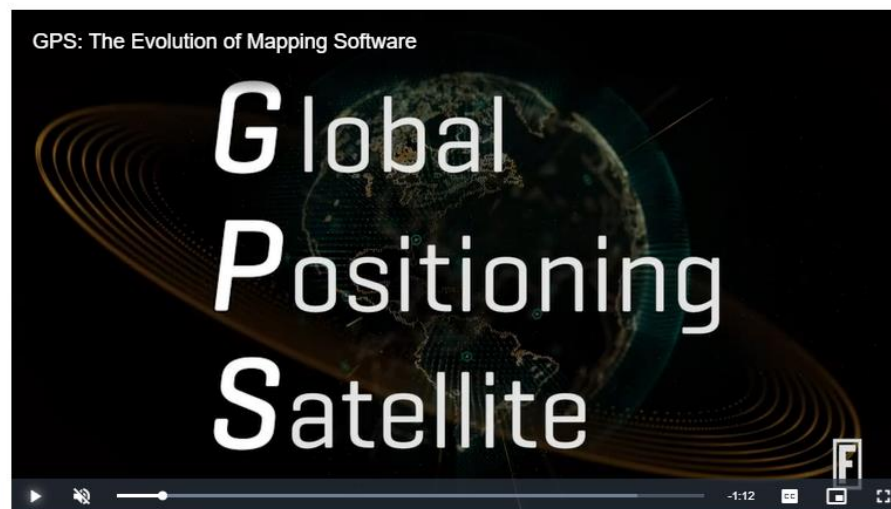 GPS: The Evolution of Mapping Software
Global
Positioning
Satellite
F
-1:12
CC